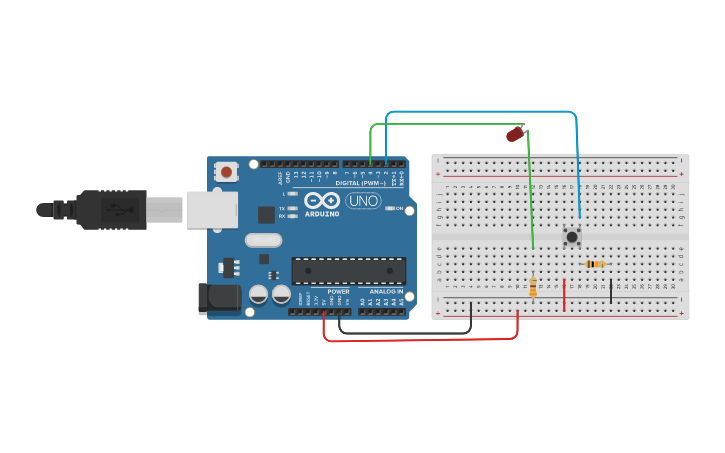 AREF
GND
13
12
~11
~10
~9
8
7
~6
~5
4
~3
2
TX→1
RX←0
DIGITAL (PWM~)
L
TX
RX
ARDUINO
UNO
ON
POWER
ANALOG IN
IOREF
RESET
3.3V
5V
GND
GND
Vin
A0
A1
A2
A3
A4
A5